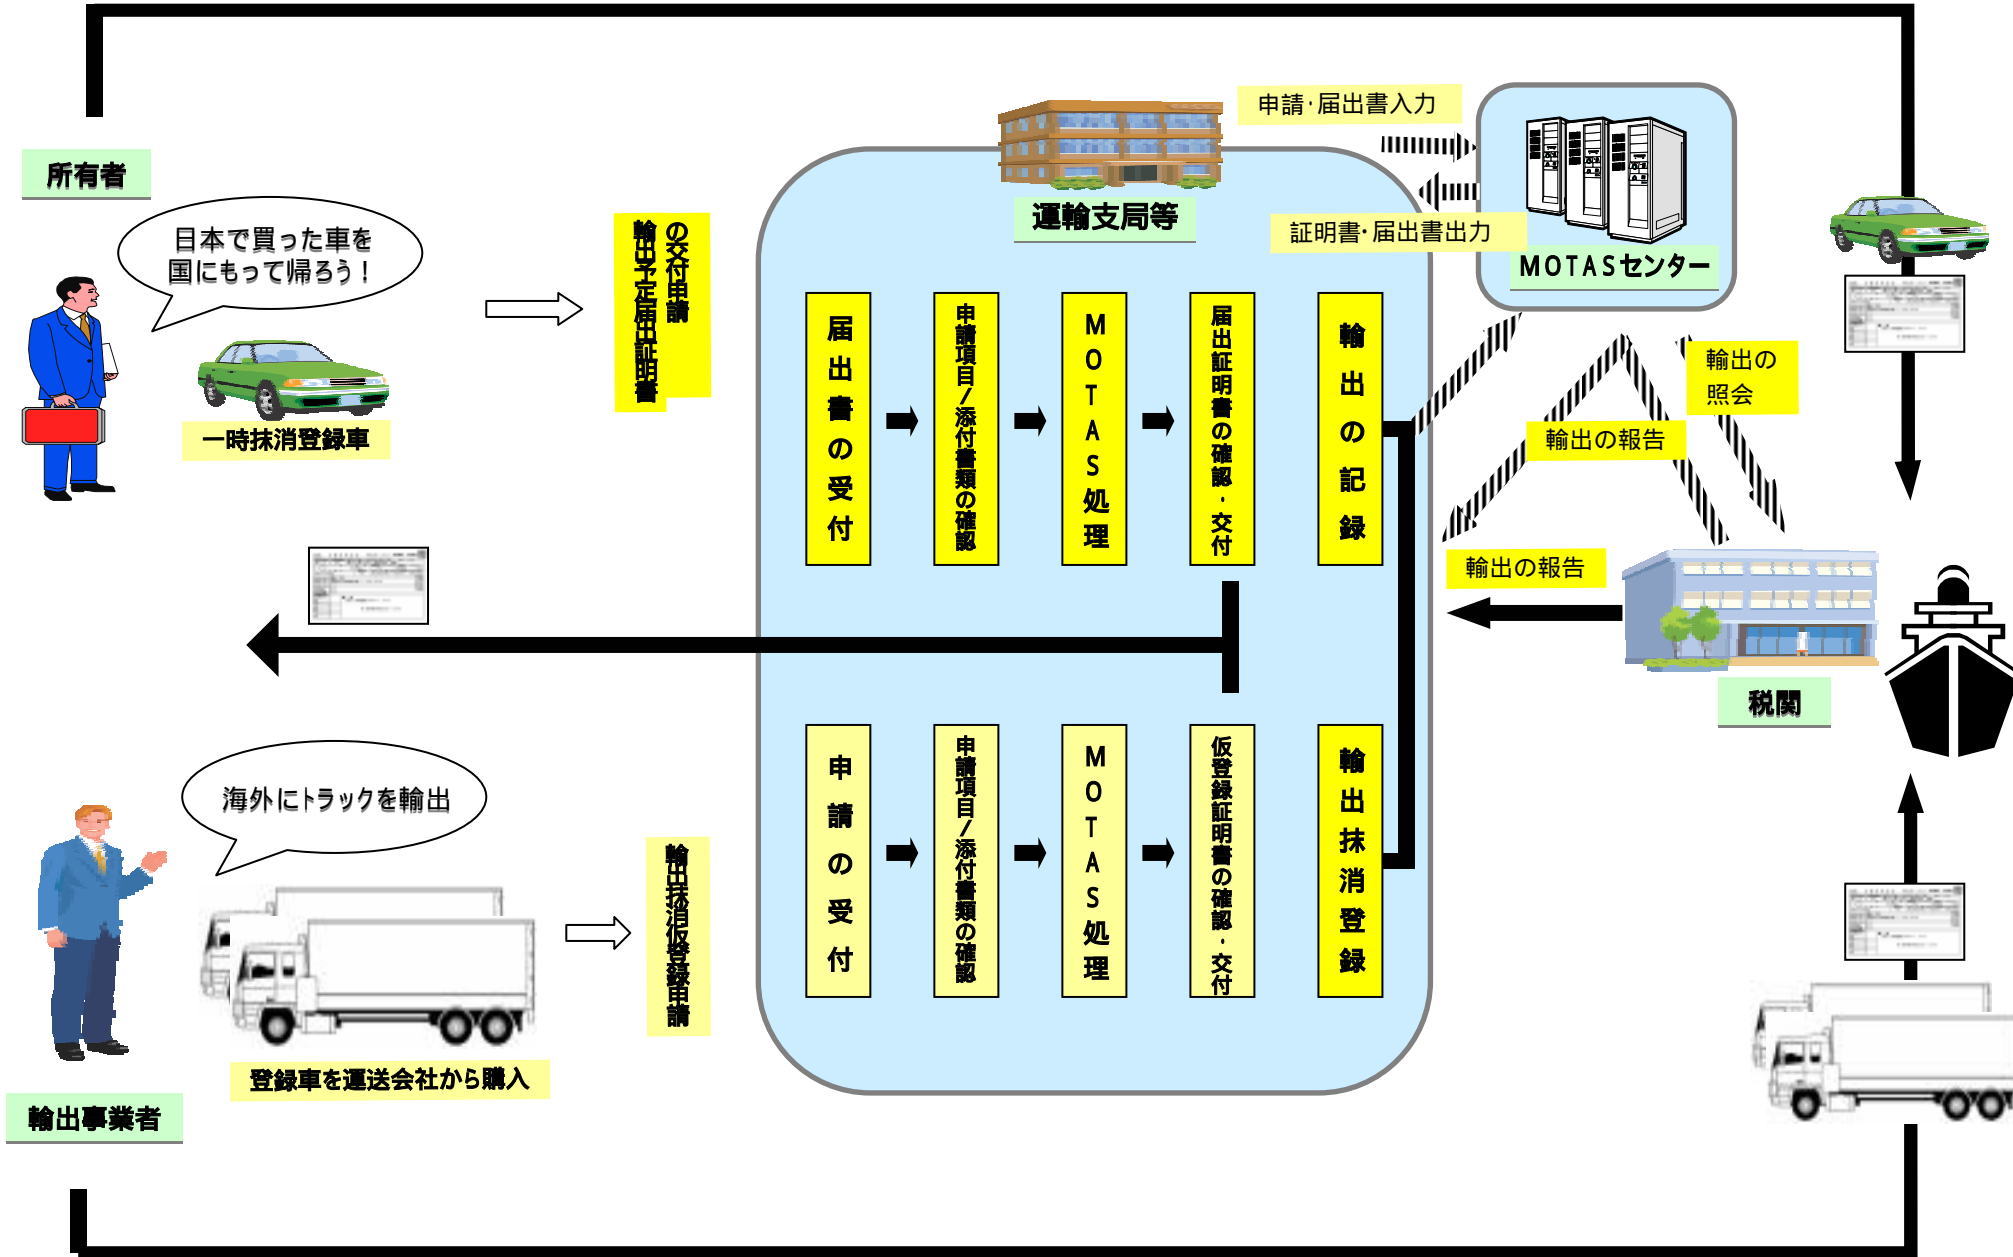 所有者
日本で買った車を
国にもって帰ろう！
一時抹消登録車
輸出予定届出証明書
の交付申請
運輸支局等
申請・届出書入力
証明書・届出書出力
MOTASセンター
届出書の受付
申請項目/添付書類の確認
MOTAS処理
届出証明書の確認・交付
輸出の記録
輸出の
照会
輸出の報告
輸出の報告
税関
海外にトラックを輸出
輸出抹消仮登録申請
申請の受付
申請項目/添付書類の確認
MOTAS処理
仮登録証明書の確認・交付
輸出抹消登録
登録車を運送会社から購入
輸出事業者